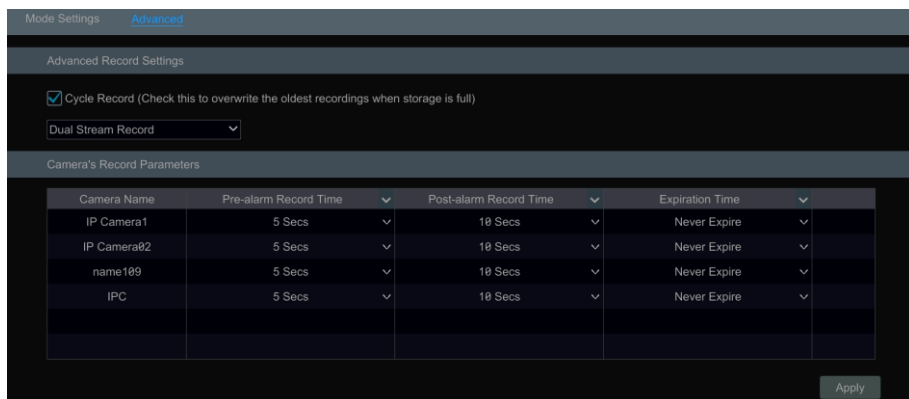 Mode Settings Advanced
Advanced Record Settings
Cycle Record (Check this to overwrite the oldest recordings when storage is full)
Dual Stream Record
Camera's Record Parameters
Camera Name Pre-alarm Record Time Post-alarm Record Time Expiration Time
IP Camera1 5 Secs 10 Secs Never Expire
IP Camera02 5 Secs 10 Secs Never Expire
name109 5 Secs 10 Secs Never Expire
IPC 5 Secs 10 Secs Never Expire
Apply